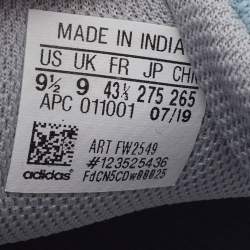 MADE IN INDIA
US UK FR JP CHN
9½ 9 43⅓ 275 265
APC 011001 07/19
ART FW2549
#123525436
FdCN5CDw00025
adidas